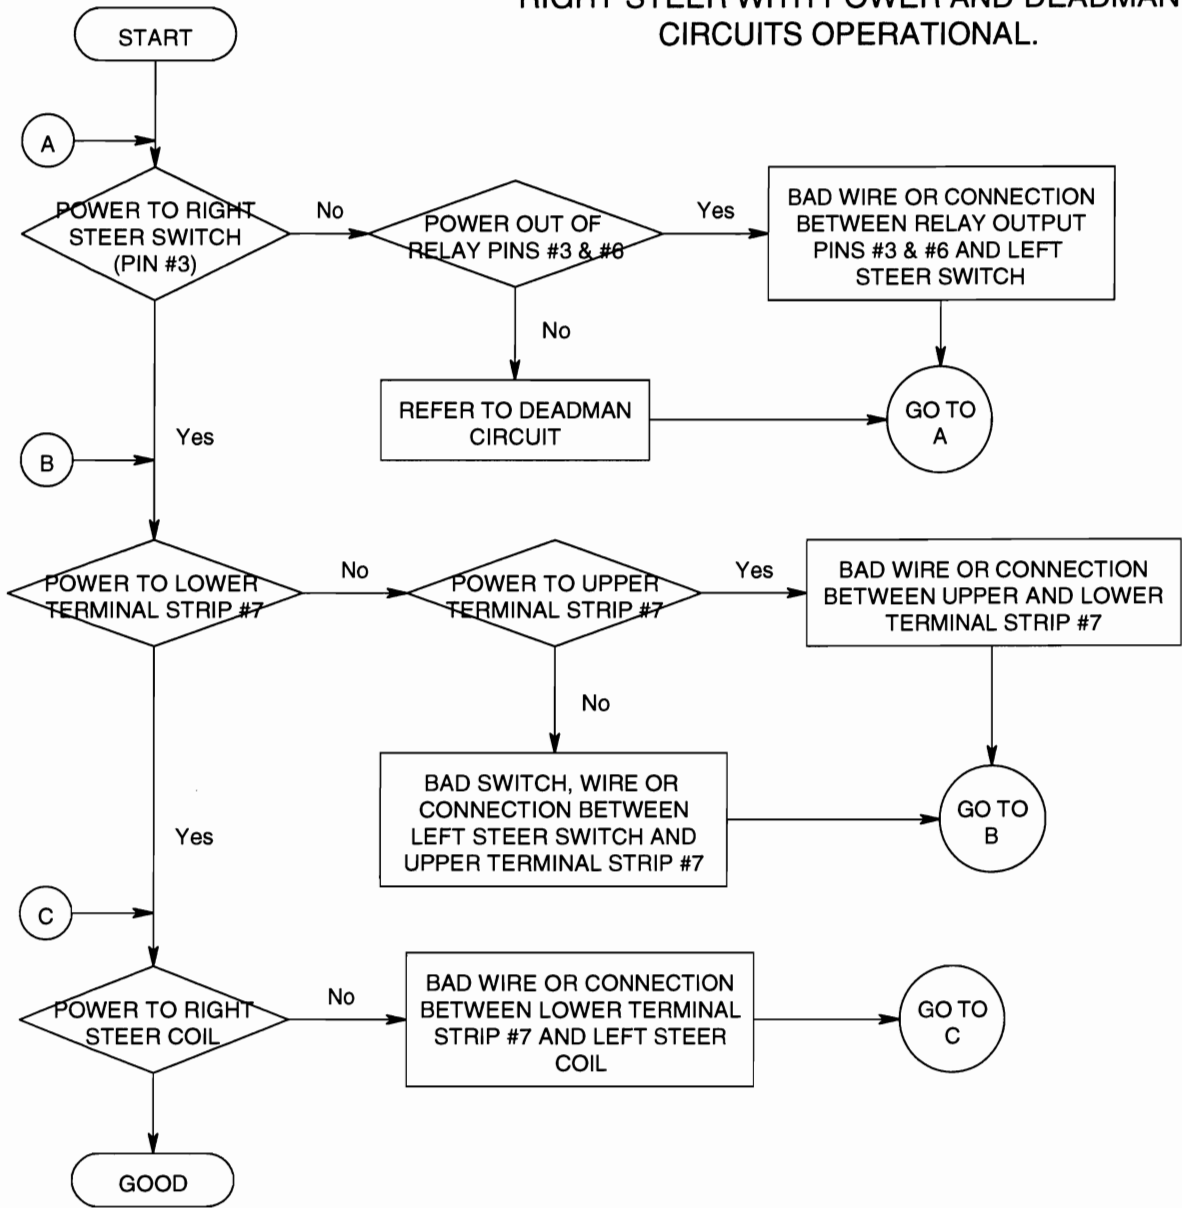 RIGHT STEER WITH POWER AND DEADMAN
CIRCUITS OPERATIONAL.
START
A
POWER TO RIGHT
STEER SWITCH
(PIN #3)
No
POWER OUT OF
RELAY PINS #3 & #6
Yes
BAD WIRE OR CONNECTION
BETWEEN RELAY OUTPUT
PINS #3 & #6 AND LEFT
STEER SWITCH
No
REFER TO DEADMAN
CIRCUIT
GO TO
A
Yes
B
POWER TO LOWER
TERMINAL STRIP #7
No
POWER TO UPPER
TERMINAL STRIP #7
Yes
BAD WIRE OR CONNECTION
BETWEEN UPPER AND LOWER
TERMINAL STRIP #7
No
BAD SWITCH, WIRE OR
CONNECTION BETWEEN
LEFT STEER SWITCH AND
UPPER TERMINAL STRIP #7
GO TO
B
Yes
C
POWER TO RIGHT
STEER COIL
No
BAD WIRE OR CONNECTION
BETWEEN LOWER TERMINAL
STRIP #7 AND LEFT STEER
COIL
GO TO
C
GOOD